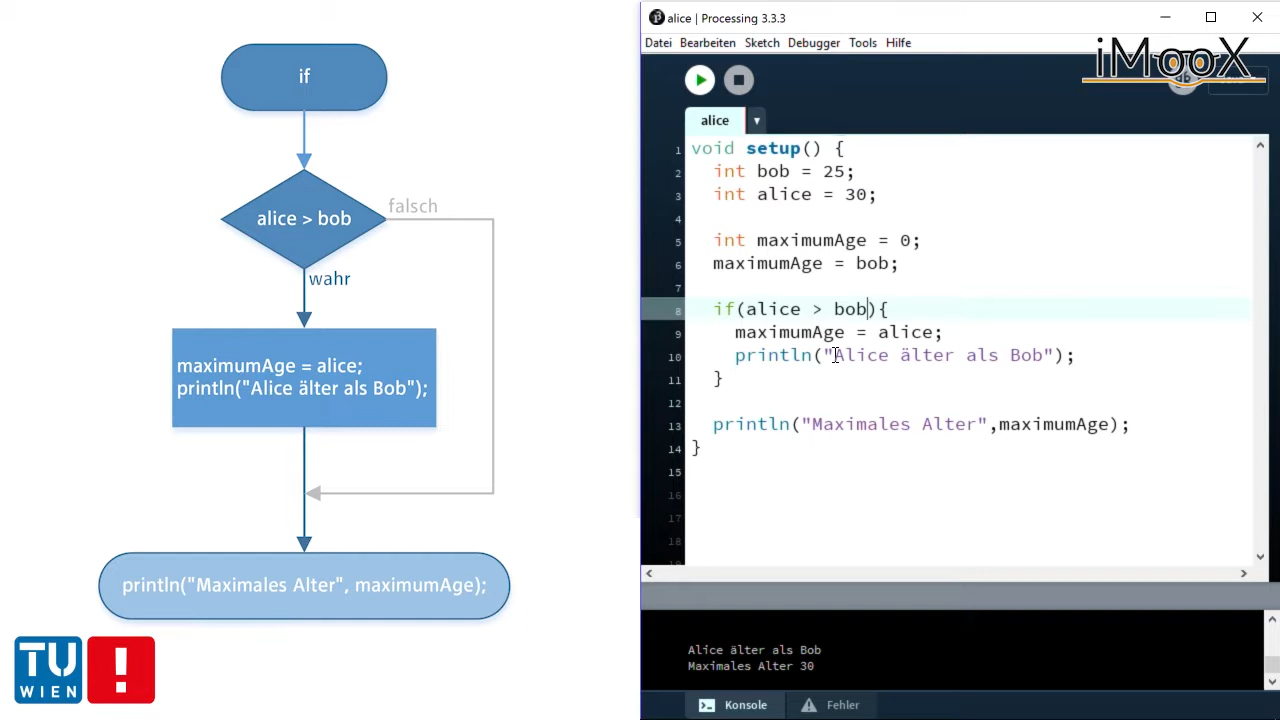 if
alice > bob
falsch
wahr
maximumAge = alice;
println("Alice älter als Bob");
println("Maximales Alter", maximumAge);
TU
WIEN
!
alice | Processing 3.3.3
Datei Bearbeiten Sketch Debugger Tools Hilfe
iMooX
alice
1 void setup() {
2 int bob = 25;
3 int alice = 30;
4
5 int maximumAge = 0;
6 maximumAge = bob;
7
8 if(alice > bob){
9 maximumAge = alice;
10 println("Alice älter als Bob");
11 }
12
13 println("Maximales Alter",maximumAge);
14 }
15
16
17
18
Alice älter als Bob
Maximales Alter 30
Konsole
Fehler